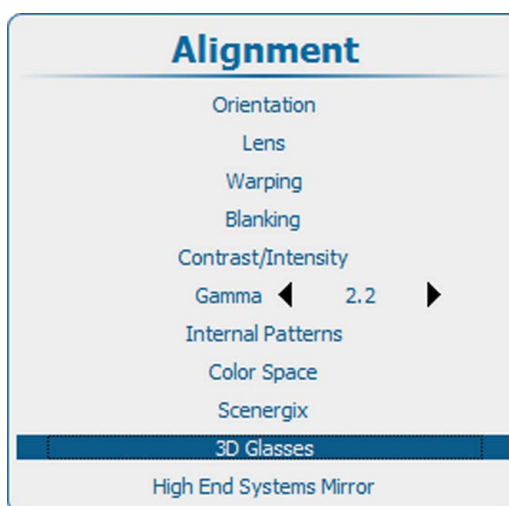 Alignment
Orientation
Lens
Warping
Blanking
Contrast/Intensity
Gamma 2.2
Internal Patterns
Color Space
Scenergix
3D Glasses
High End Systems Mirror